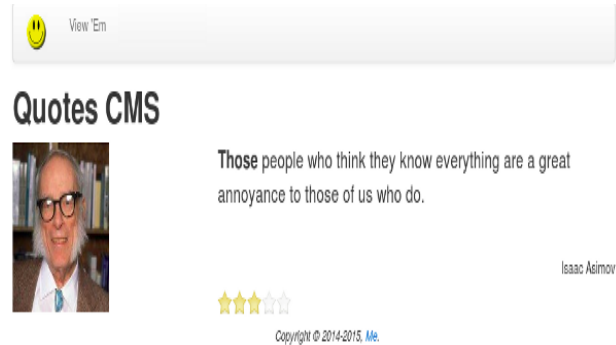 View 'Em
Quotes CMS
Those people who think they know everything are a great
annoyance to those of us who do.
Isaac Asimov
Copyright © 2014-2015, Me.